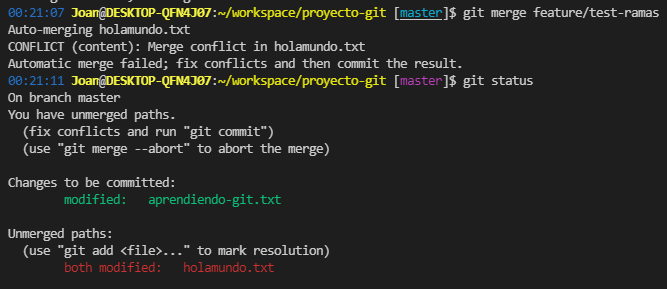 00:21:07 Joan@DESKTOP-QFN4J07:~/workspace/proyecto-git [master]$ git merge feature/test-ramas
Auto-merging holamundo.txt
CONFLICT (content): Merge conflict in holamundo.txt
Automatic merge failed; fix conflicts and then commit the result.
00:21:11 Joan@DESKTOP-QFN4J07:~/workspace/proyecto-git [master]$ git status
On branch master
You have unmerged paths.
  (fix conflicts and run "git commit")
  (use "git merge --abort" to abort the merge)

Changes to be committed:
        modified:   aprendiendo-git.txt

Unmerged paths:
  (use "git add <file>..." to mark resolution)
        both modified:   holamundo.txt